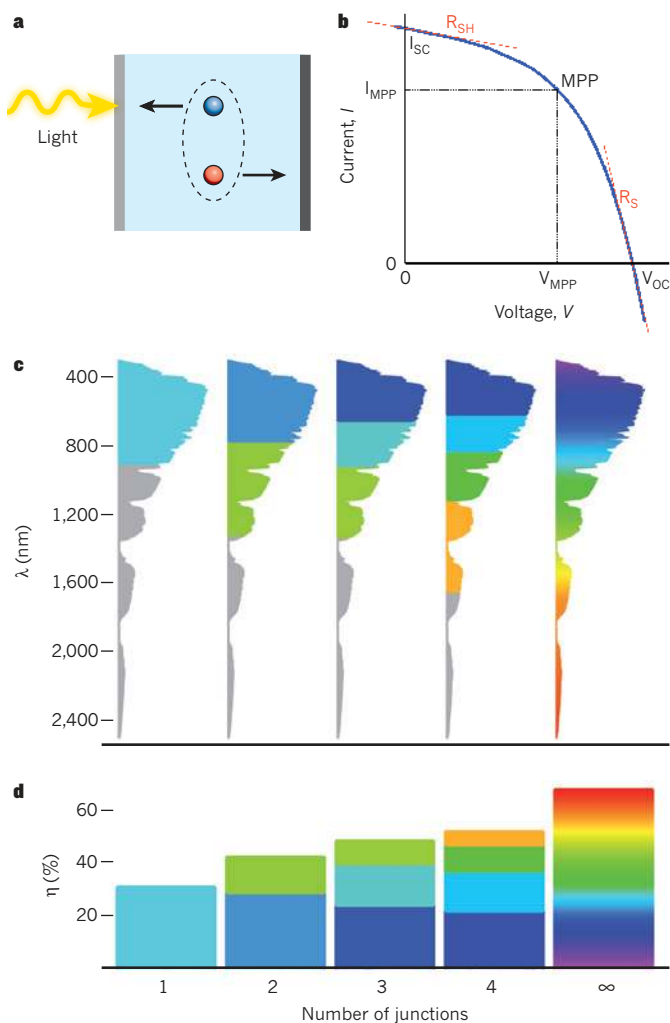 a
Light
b
R_SH
I_SC
I_MPP
MPP
Current, I
R_S
0
0
V_MPP
V_OC
Voltage, V
c
400
800
1,200
λ (nm)
1,600
2,000
2,400
d
60
40
η (%)
20
1 2 3 4 ∞
Number of junctions